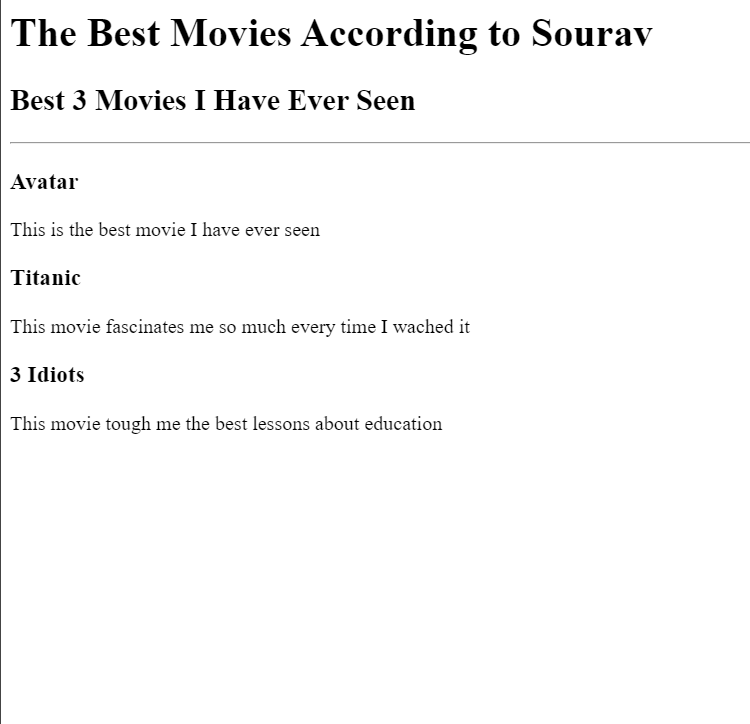 The Best Movies According to Sourav
Best 3 Movies I Have Ever Seen
Avatar
This is the best movie I have ever seen
Titanic
This movie fascinates me so much every time I wached it
3 Idiots
This movie tough me the best lessons about education